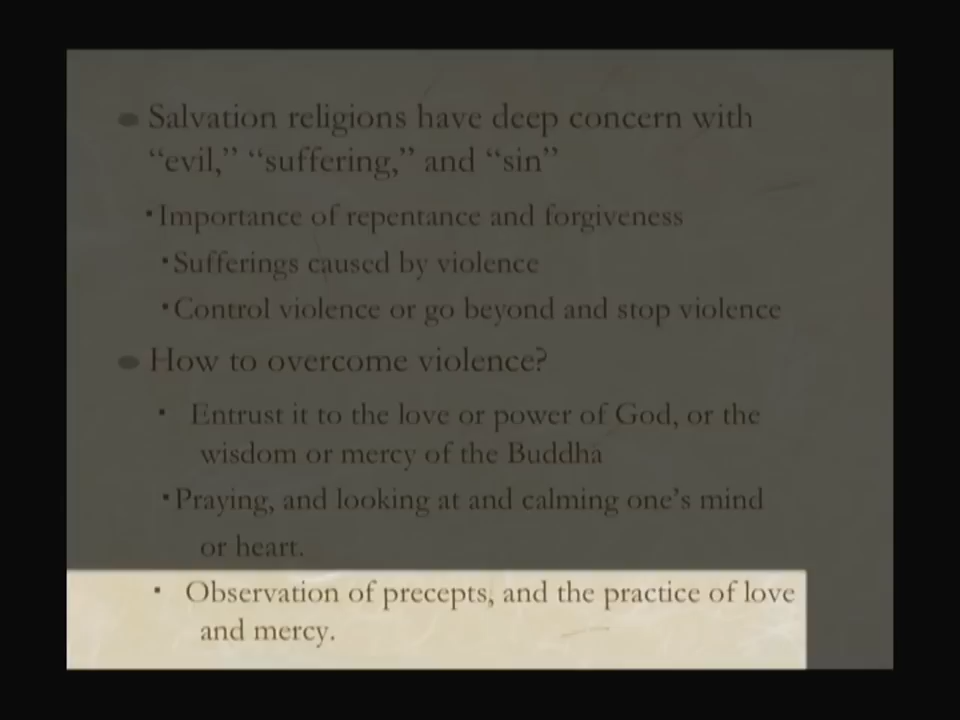 • Salvation religions have deep concern with
“evil,” “suffering,” and “sin”
・Importance of repentance and forgiveness
・Sufferings caused by violence
・Control violence or go beyond and stop violence
• How to overcome violence?
・ Entrust it to the love or power of God, or the
wisdom or mercy of the Buddha
・Praying, and looking at and calming one’s mind
or heart.
・ Observation of precepts, and the practice of love
and mercy.